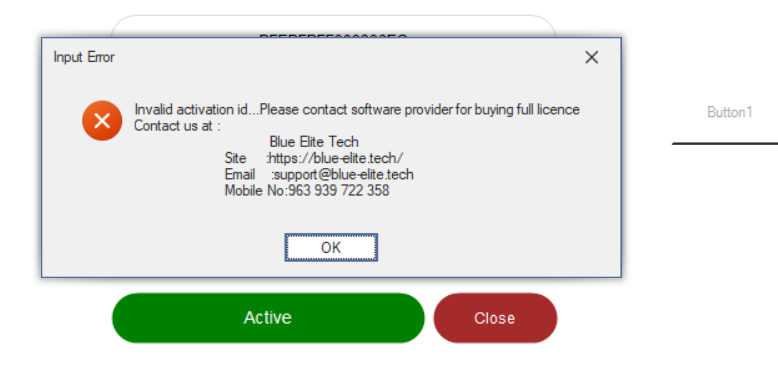 Input Error
Invalid activation id...Please contact software provider for buying full licence
Contact us at :
Blue Elite Tech
Site :https://blue-elite.tech/
Email :support@blue-elite.tech
Mobile No:963 939 722 358
OK
Button1
Active
Close